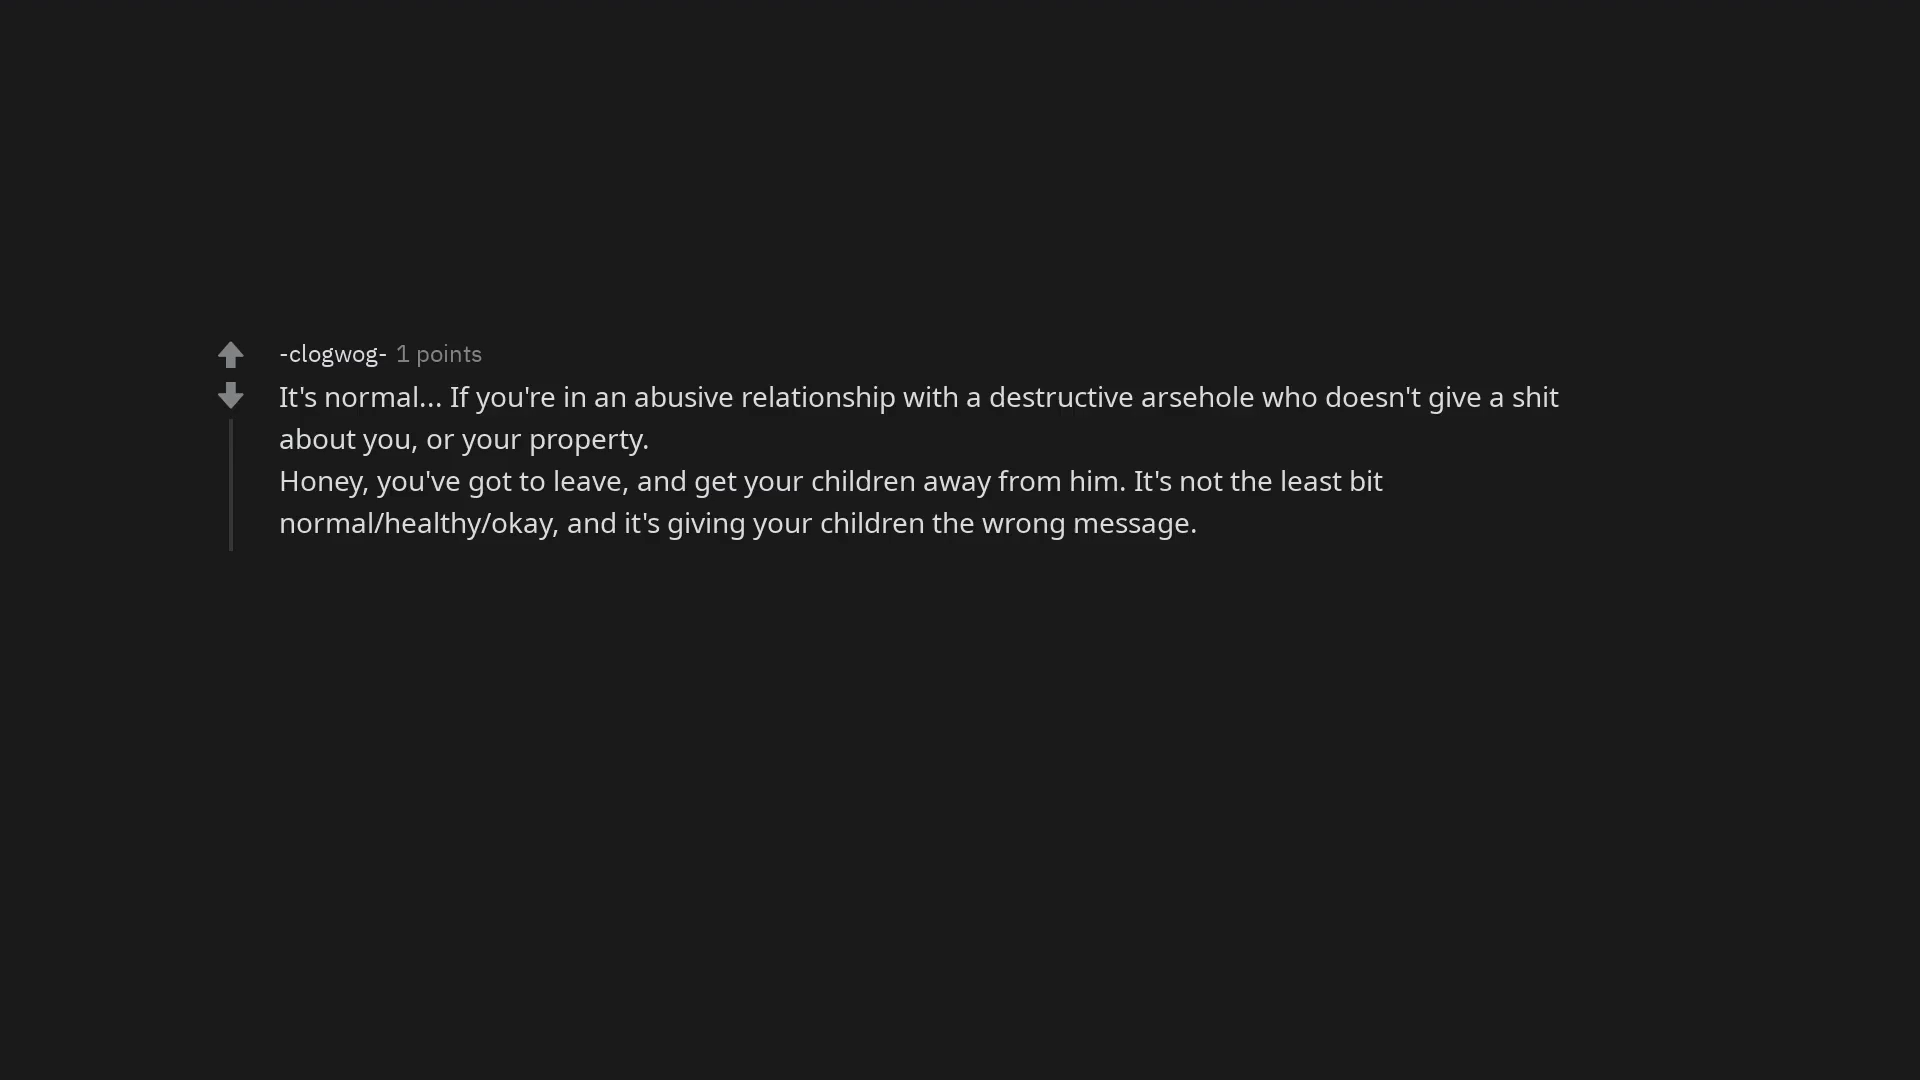 -clogwog- 1 points
It's normal... If you're in an abusive relationship with a destructive arsehole who doesn't give a shit
about you, or your property.
Honey, you've got to leave, and get your children away from him. It's not the least bit
normal/healthy/okay, and it's giving your children the wrong message.